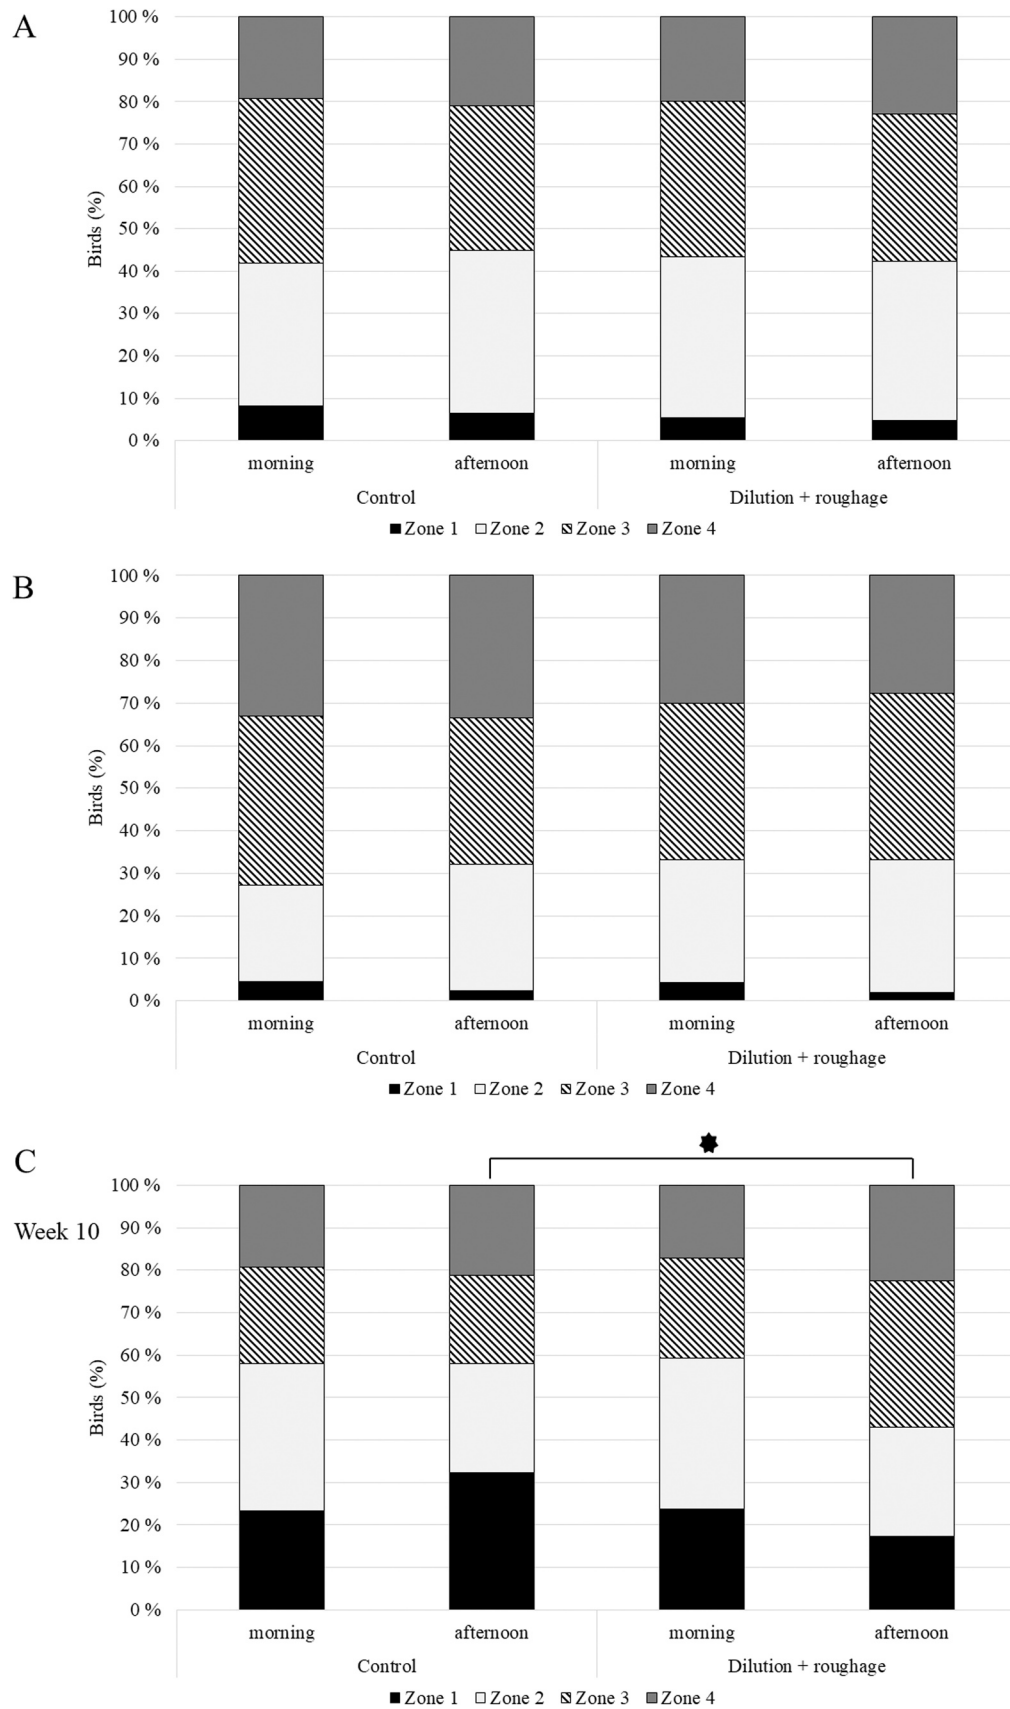 A
100 %
90 %
80 %
70 %
60 %
50 %
40 %
30 %
20 %
10 %
0 %
Birds (%)
morning afternoon morning afternoon
Control Dilution + roughage
Zone 1 Zone 2 Zone 3 Zone 4
B
100 %
90 %
80 %
70 %
60 %
50 %
40 %
30 %
20 %
10 %
0 %
Birds (%)
morning afternoon morning afternoon
Control Dilution + roughage
Zone 1 Zone 2 Zone 3 Zone 4
C
Week 10
100 %
90 %
80 %
70 %
60 %
50 %
40 %
30 %
20 %
10 %
0 %
Birds (%)
morning afternoon morning afternoon
Control Dilution + roughage
Zone 1 Zone 2 Zone 3 Zone 4